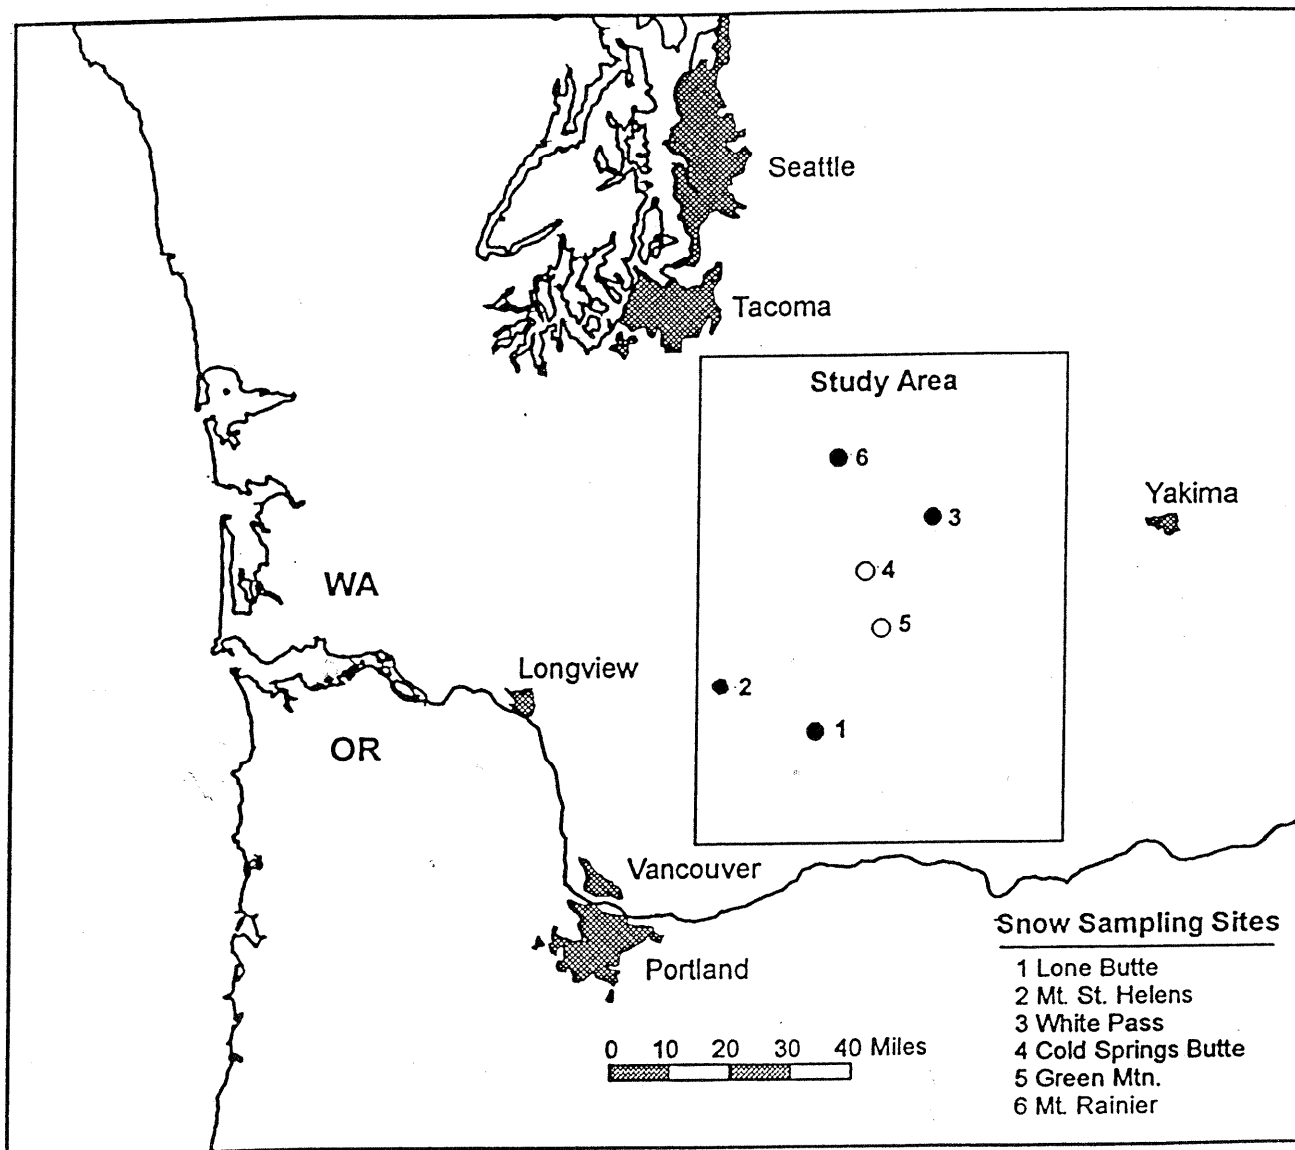 Seattle
Tacoma
Study Area
6
Yakima
3
4
WA
5
Longview
2
1
OR
Vancouver
Portland
Snow Sampling Sites
1 Lone Butte
2 Mt. St. Helens
3 White Pass
4 Cold Springs Butte
5 Green Mtn.
6 Mt. Rainier
0 10 20 30 40 Miles